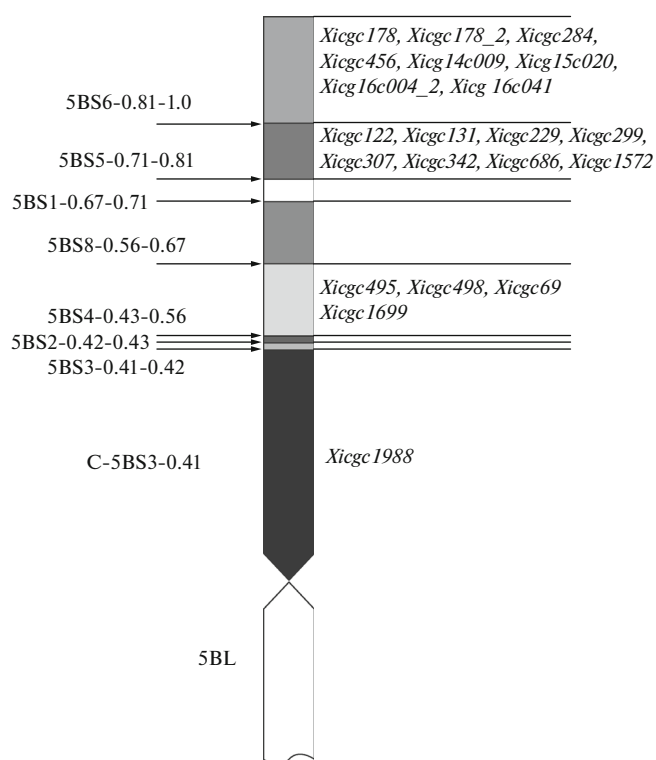 Xicgc178, Xicgc178_2, Xicgc284,
Xicgc456, Xicg14c009, Xicg15c020,
Xicg16c004_2, Xicg 16c041
5BS6-0.81-1.0
Xicgc122, Xicgc131, Xicgc229, Xicgc299,
Xicgc307, Xicgc342, Xicgc686, Xicgc1572
5BS5-0.71-0.81
5BS1-0.67-0.71
5BS8-0.56-0.67
Xicgc495, Xicgc498, Xicgc69
Xicgc1699
5BS4-0.43-0.56
5BS2-0.42-0.43
5BS3-0.41-0.42
C-5BS3-0.41
Xicgc1988
5BL